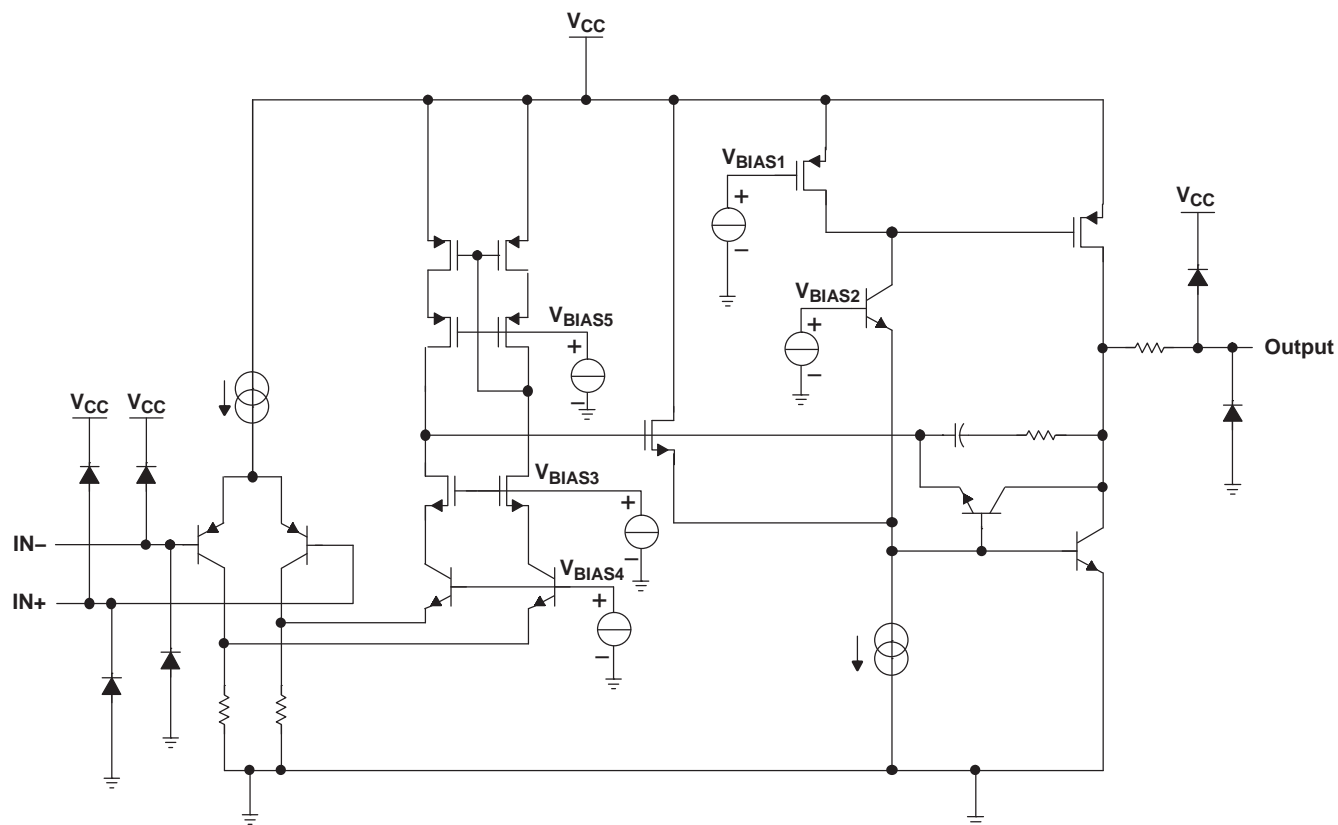 VCC
VBIAS1
VCC
VBIAS2
VBIAS5
Output
VCC
VCC
VBIAS3
IN−
VBIAS4
IN+
+
−
+
−
+
−
+
−
+
−